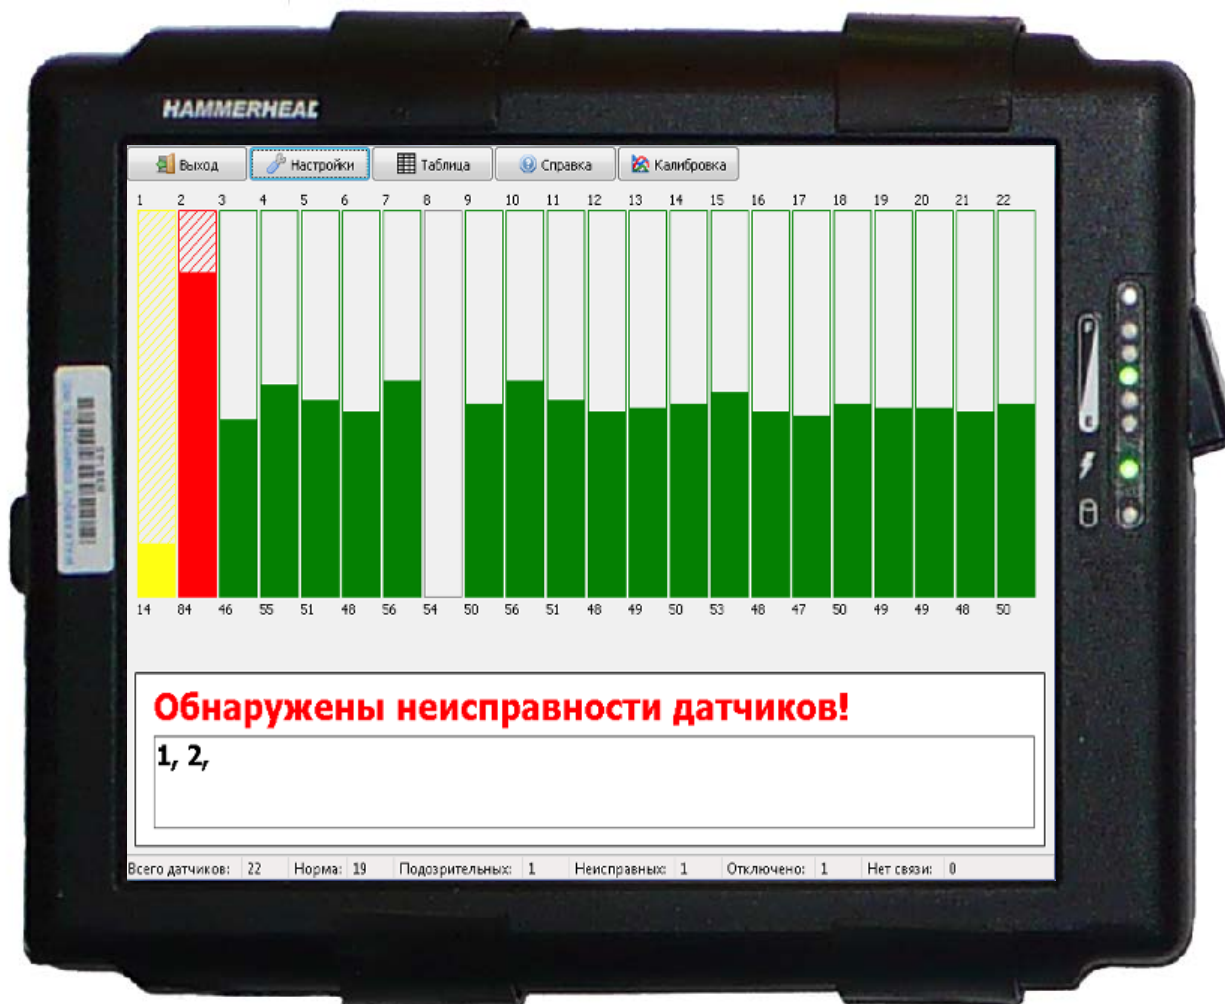 HAMMERHEAD
Выход Настройки Таблица Справка Калибровка
1 2 3 4 5 6 7 8 9 10 11 12 13 14 15 16 17 18 19 20 21 22
14 84 46 55 51 48 56 54 50 56 51 48 49 50 53 48 47 50 49 49 48 50
Обнаружены неисправности датчиков!
1, 2,
Всего датчиков: 22 Норма: 19 Подозрительных: 1 Неисправных: 1 Отключено: 1 Нет связи: 0
WALKABOUT COMPUTERS, INC
F
E